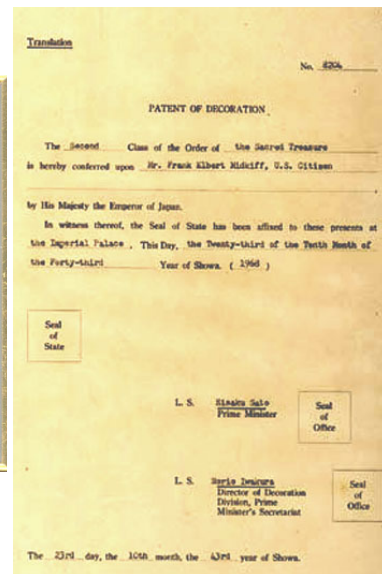 Translation
No. 8204
PATENT OF DECORATION
The Second Class of the Order of the Sacred Treasure
is hereby conferred upon Mr. Frank Elbert Midkiff, U.S. Citizen
by His Majesty the Emperor of Japan.
In witness thereof, the Seal of State has been affixed to these presents at
the Imperial Palace, This Day, the Twenty-third of the Tenth Month of
the Forty-third Year of Showa. ( 1968 )
Seal
of
State
L. S. Eisaku Sato
Prime Minister
Seal
of
Office
L. S. Iwakura
Director of Decoration
Division, Prime
Minister's Secretariat
Seal
of
Office
The 23rd day, the 10th month, the 43rd year of Showa.